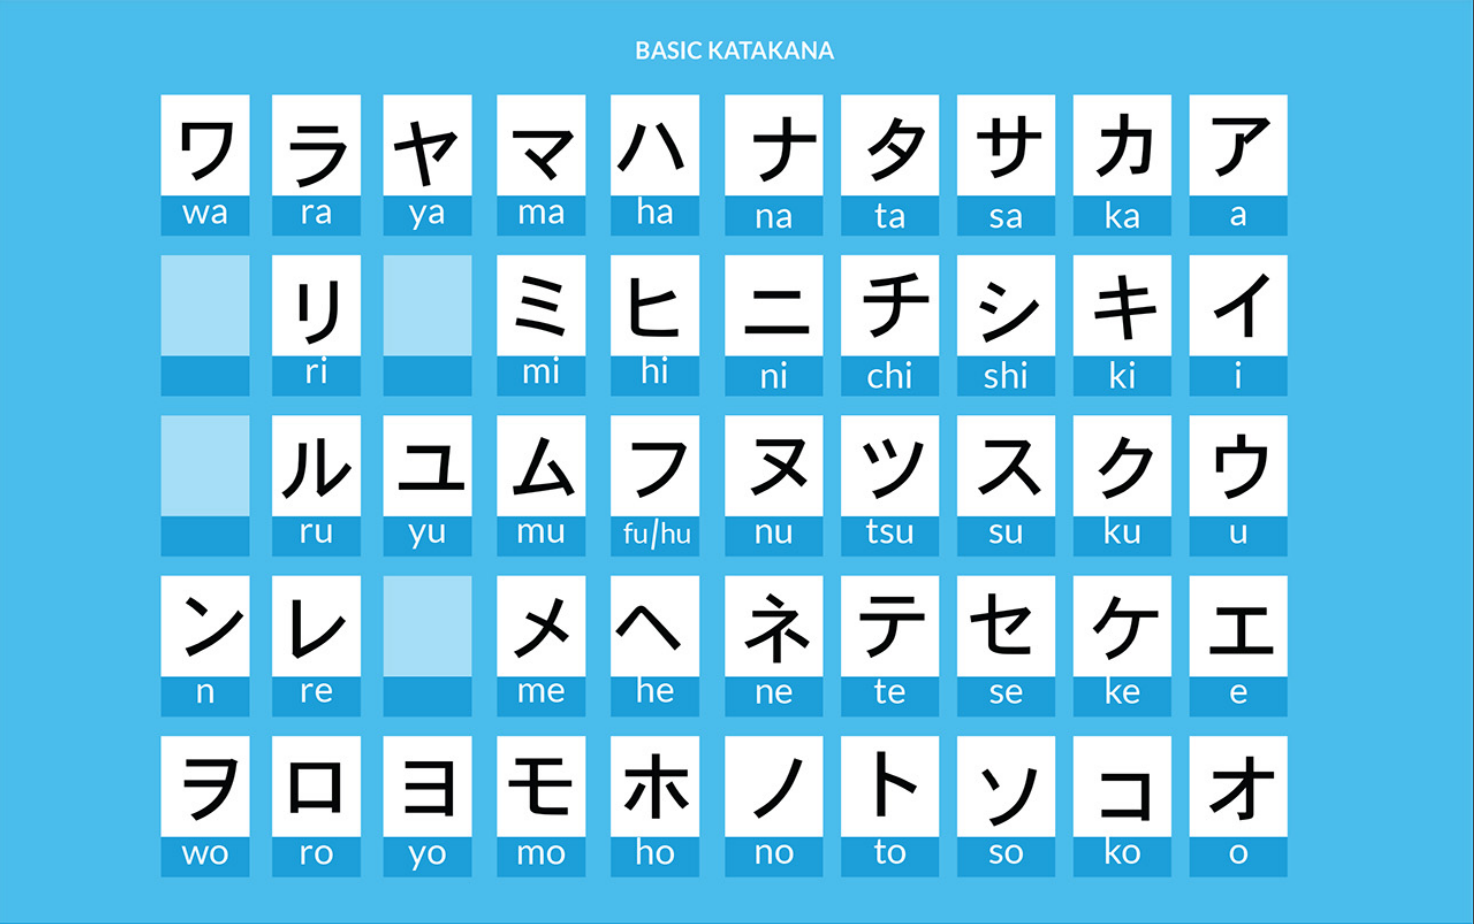 BASIC KATAKANA
ワ ラ ヤ マ ハ ナ タ サ カ ア
wa ra ya ma ha na ta sa ka a
リ ミ ヒ ニ チ シ キ イ
ri mi hi ni chi shi ki i
ル ユ ム フ ヌ ツ ス ク ウ
ru yu mu fu/hu nu tsu su ku u
ン レ メ ヘ ネ テ セ ケ エ
n re me he ne te se ke e
ヲ ロ ヨ モ ホ ノ ト ソ コ オ
wo ro yo mo ho no to so ko o